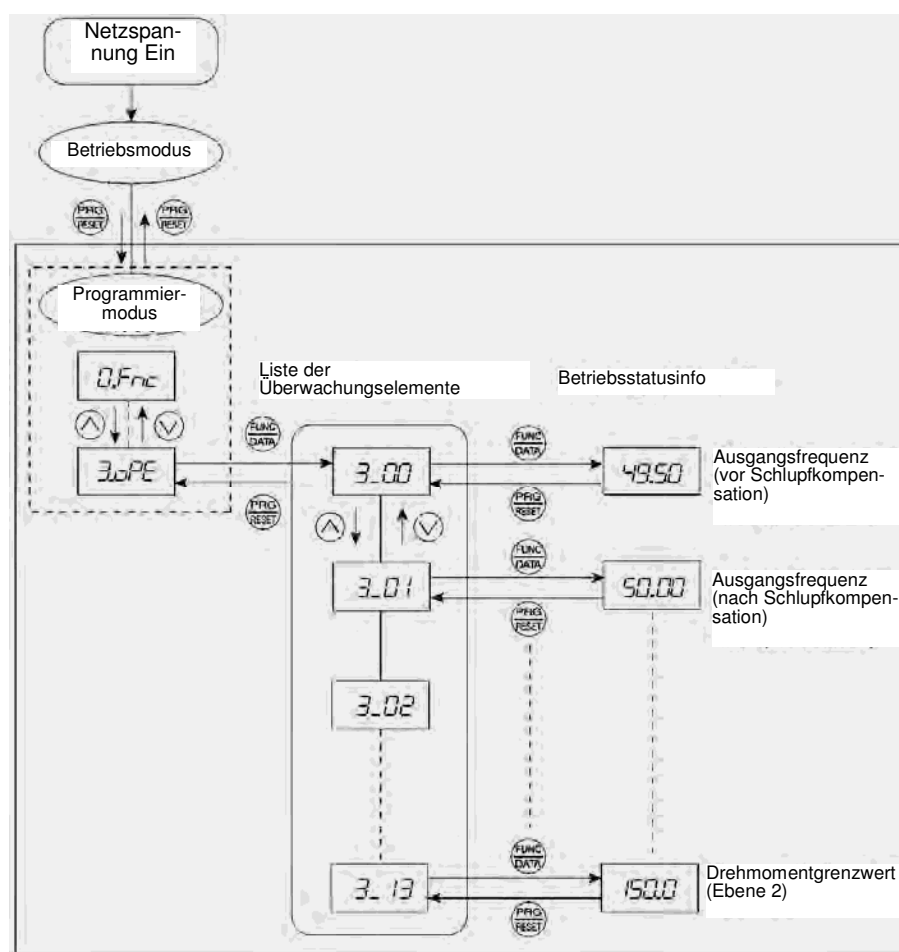 Netzspan-
nung Ein
Betriebsmodus
PRG
RESET
PRG
RESET
Programmier-
modus
0.Fnc
3.oPE
Liste der
Überwachungselemente
Betriebsstatusinfo
FUNC
DATA
PRG
RESET
3_00
FUNC
DATA
PRG
RESET
49.50
Ausgangsfrequenz
(vor Schlupfkompen-
sation)
3_01
FUNC
DATA
PRG
RESET
50.00
Ausgangsfrequenz
(nach Schlupfkompen-
sation)
3_02
3_13
FUNC
DATA
PRG
RESET
150.0
Drehmomentgrenzwert
(Ebene 2)